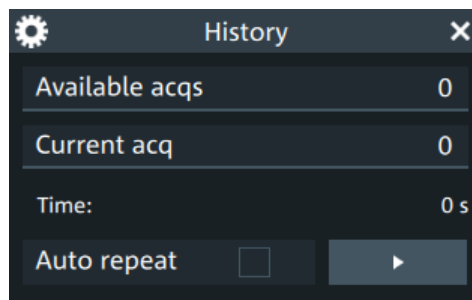 History
Available acqs 0
Current acq 0
Time: 0 s
Auto repeat